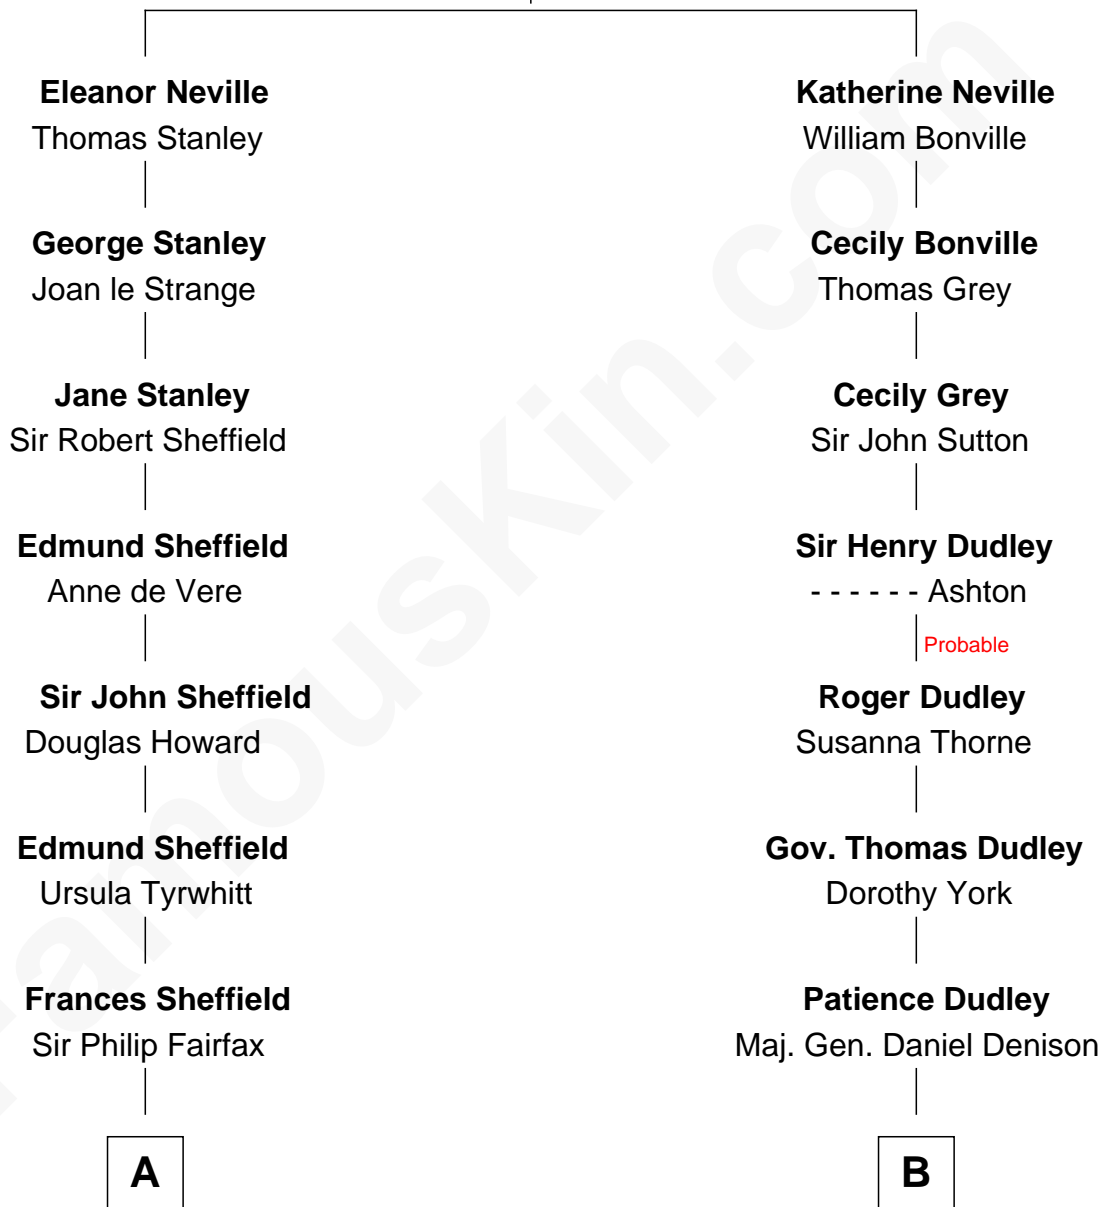 Eleanor Neville
Thomas Stanley
George Stanley
Joan le Strange
Jane Stanley
Sir Robert Sheffield
Edmund Sheffield
Anne de Vere
Sir John Sheffield
Douglas Howard
Edmund Sheffield
Ursula Tyrwhitt
Frances Sheffield
Sir Philip Fairfax
A
Katherine Neville
William Bonville
Cecily Bonville
Thomas Grey
Cecily Grey
Sir John Sutton
Sir Henry Dudley
- - - - - - Ashton
Probable
Roger Dudley
Susanna Thorne
Gov. Thomas Dudley
Dorothy York
Patience Dudley
Maj. Gen. Daniel Denison
B
FamousKin.com